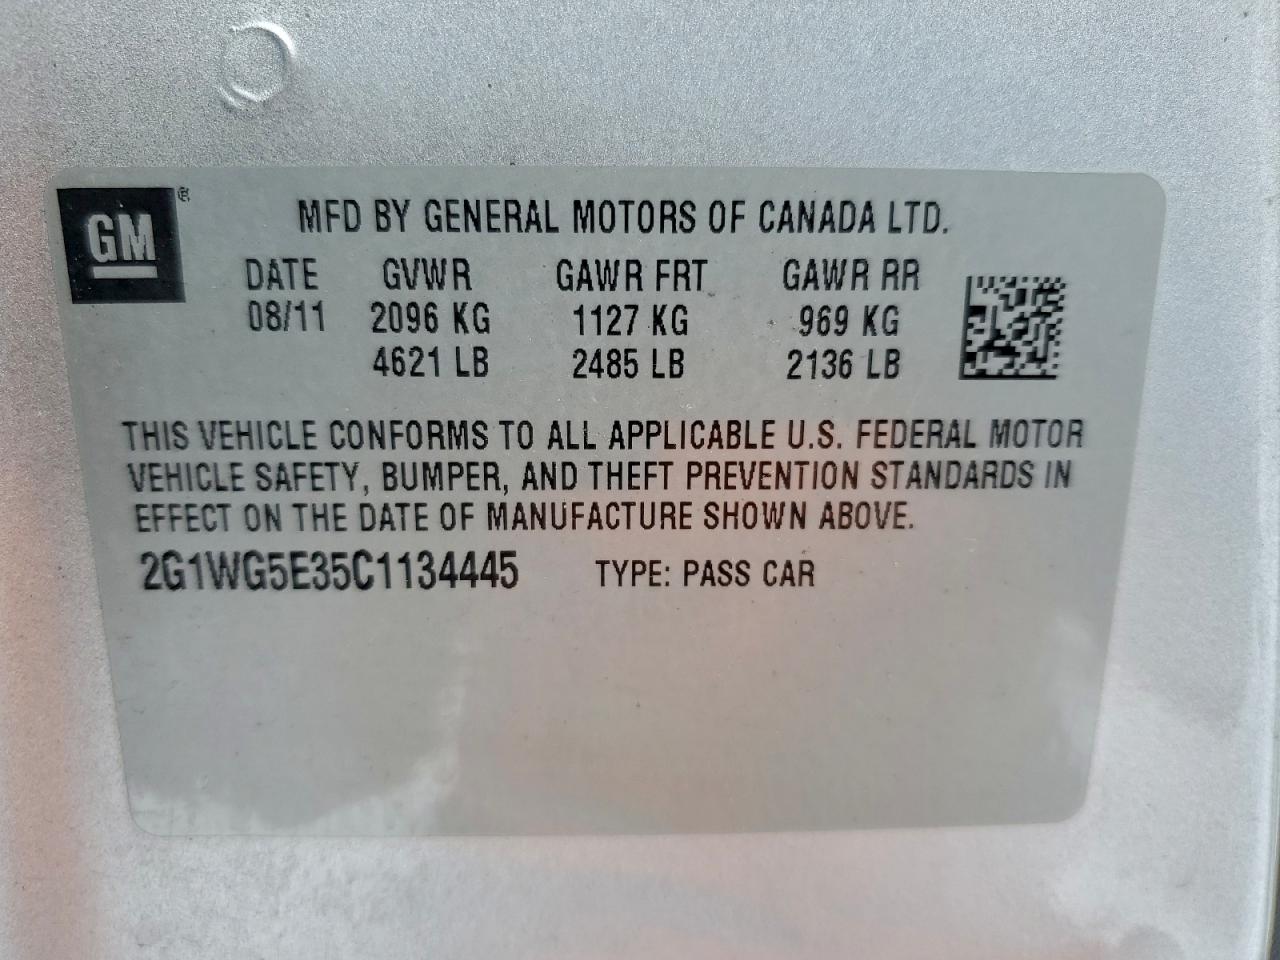 GM ®
MFD BY GENERAL MOTORS OF CANADA LTD.
DATE GVWR GAWR FRT GAWR RR
08/11 2096 KG 1127 KG 969 KG
4621 LB 2485 LB 2136 LB
THIS VEHICLE CONFORMS TO ALL APPLICABLE U.S. FEDERAL MOTOR
VEHICLE SAFETY, BUMPER, AND THEFT PREVENTION STANDARDS IN
EFFECT ON THE DATE OF MANUFACTURE SHOWN ABOVE.
2G1WG5E35C1134445 TYPE: PASS CAR